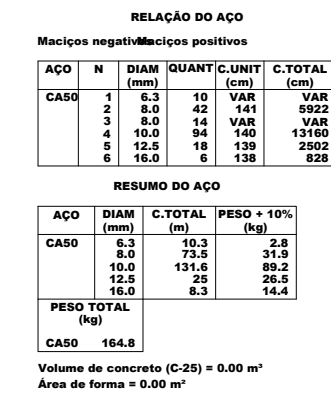 RELAÇÃO DO AÇO
Maciços negativos Maciços positivos
AÇO N DIAM QUANT C.UNIT C.TOTAL
(mm) (cm) (cm)
CA50 1 6.3 10 VAR VAR
2 8.0 42 141 5922
3 8.0 14 VAR VAR
4 10.0 94 140 13160
5 12.5 18 139 2502
6 16.0 6 138 828
RESUMO DO AÇO
AÇO DIAM C.TOTAL PESO + 10%
(mm) (m) (kg)
CA50 6.3 10.3 2.8
8.0 73.5 31.9
10.0 131.6 89.2
12.5 25 26.5
16.0 8.3 14.4
PESO TOTAL
(kg)
CA50 164.8
Volume de concreto (C-25) = 0.00 m³
Área de forma = 0.00 m²